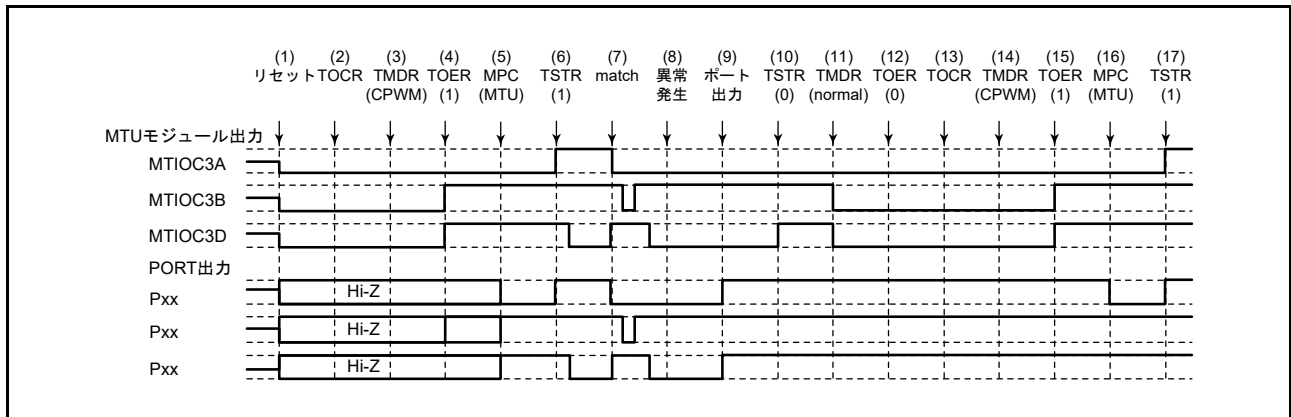 (1) (2) (3) (4) (5) (6) (7) (8) (9) (10) (11) (12) (13) (14) (15) (16) (17)
リセット TOCR TMDR TOER MPC TSTR match 異常 ポート TSTR TMDR TOER TOCR TMDR TOER MPC TSTR
(CPWM) (1) (MTU) (1) 発生 出力 (0) (normal) (0) (CPWM) (1) (MTU) (1)
MTUモジュール出力
MTIOC3A
MTIOC3B
MTIOC3D
PORT出力
Pxx Hi-Z
Pxx Hi-Z
Pxx Hi-Z